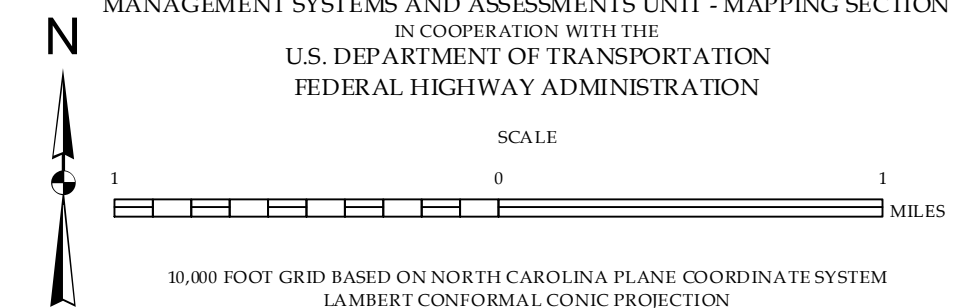 MANAGEMENT SYSTEMS AND ASSESSMENTS UNIT - MAPPING SECTION
IN COOPERATION WITH THE
U.S. DEPARTMENT OF TRANSPORTATION
FEDERAL HIGHWAY ADMINISTRATION
N
SCALE
1 0 1
MILES
10,000 FOOT GRID BASED ON NORTH CAROLINA PLANE COORDINATE SYSTEM
LAMBERT CONFORMAL CONIC PROJECTION